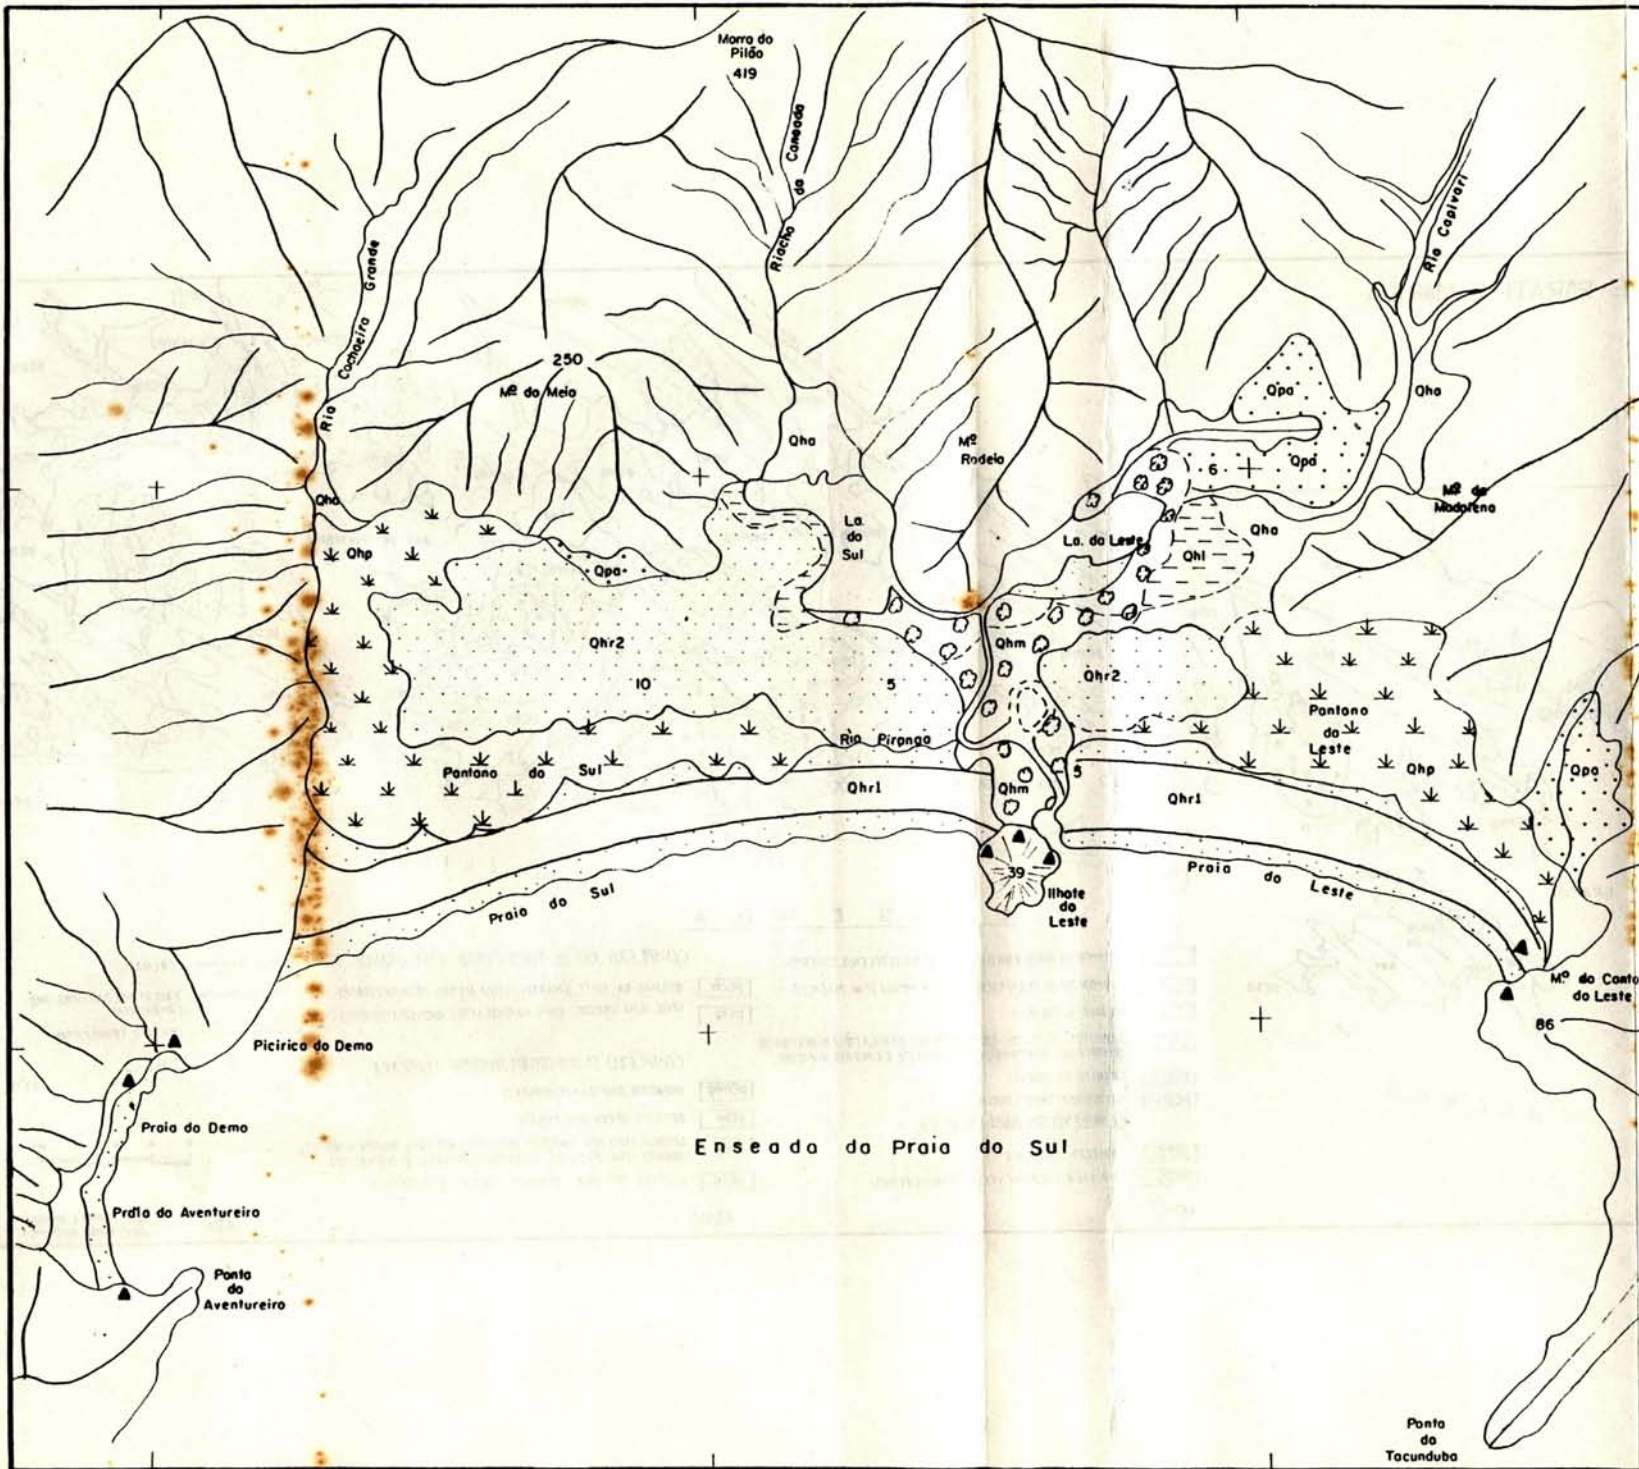 Morro do
Pilão
419
Riacho da Camoada
Rio Capivari
Rio Cachoeira Grande
250
Mº do Meio
Qha
Qpa
Qha
Mº
Rodeio
6
Qpa
Mº da
Madalena
Qha
Qhp
La.
do
Sul
La. do Leste
Qha
Qhl
Qpa
Qhr2
Qhm
Qhr2
10
5
Pantano
do
Leste
Rio Piranga
Pantano do Sul
5
Qhp
Qpa
Qhr1
Qhm
Qhr1
Praia do Sul
39
Ilhote
do
Leste
Praia do Leste
Mº do Canto
do Leste
86
Picirica do Demo
Praia do Demo
Enseada da Praia do Sul
Praia do Aventureiro
Ponta
do
Aventureiro
Ponta
da
Tacunduba